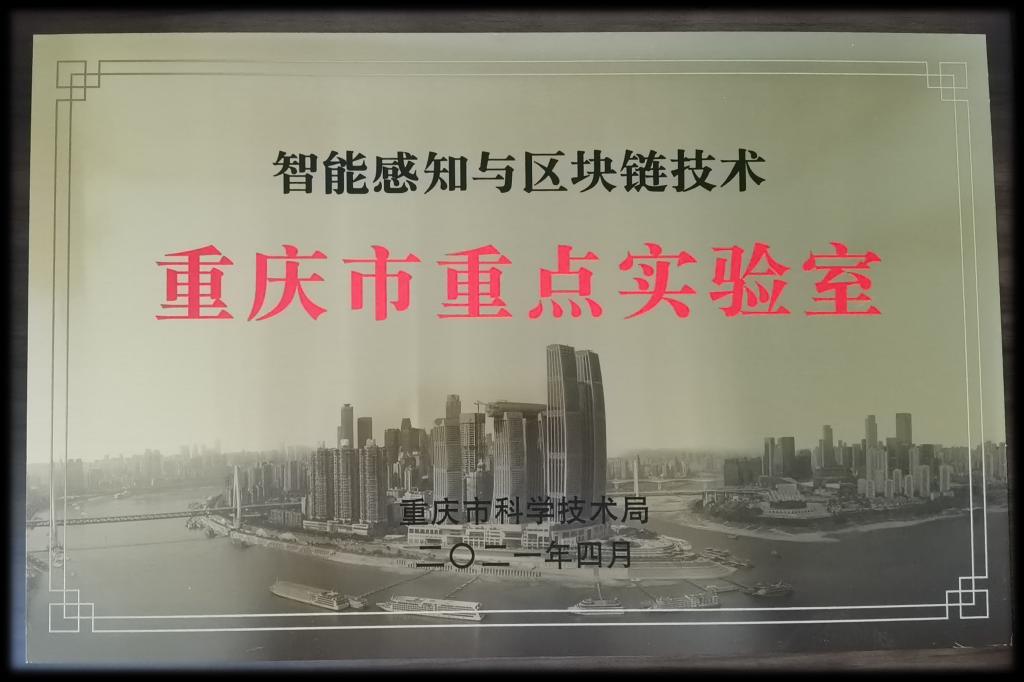 智能感知与区块链技术
重庆市重点实验室
重庆市科学技术局
二〇二一年四月